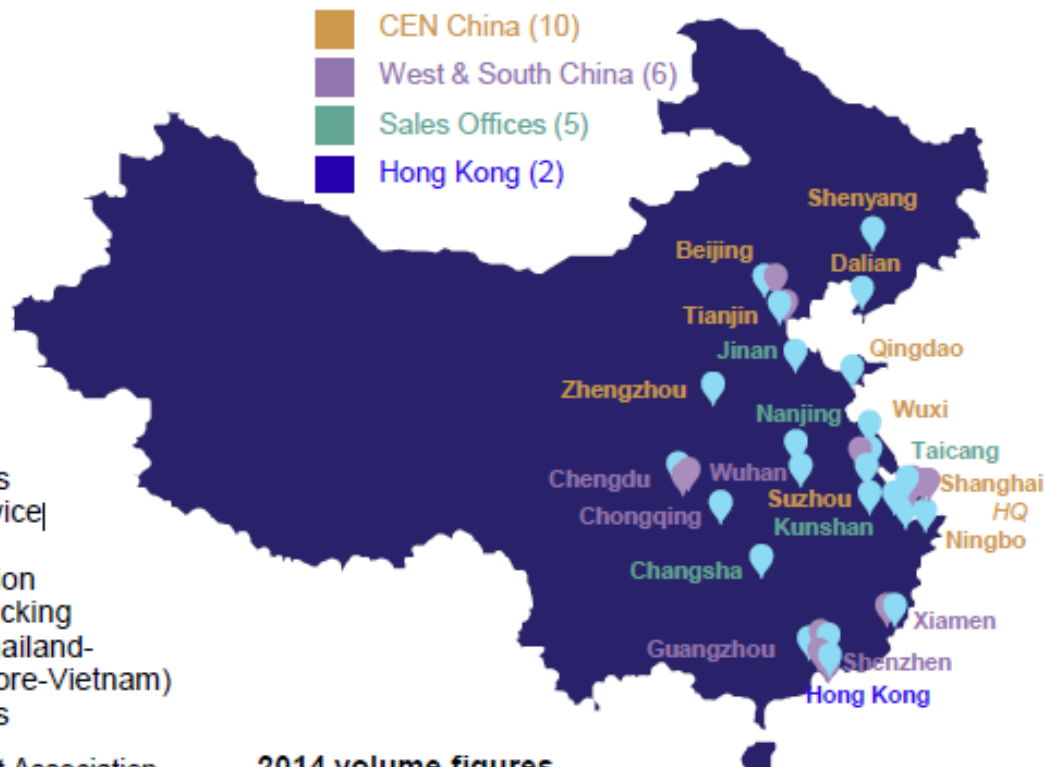 CEN China (10)
West & South China (6)
Sales Offices (5)
Hong Kong (2)
Shenyang
Beijing
Dalian
Tianjin
Jinan
Qingdao
Zhengzhou
Nanjing
Wuxi
Taicang
Chengdu
Wuhan
Shanghai
HQ
Suzhou
Chongqing
Kunshan
Ningbo
Changsha
Xiamen
Guangzhou
Shenzhen
Hong Kong
s
vice
ion
cking
ailand-
ore-Vietnam)
s
t Association
2014 volume figures